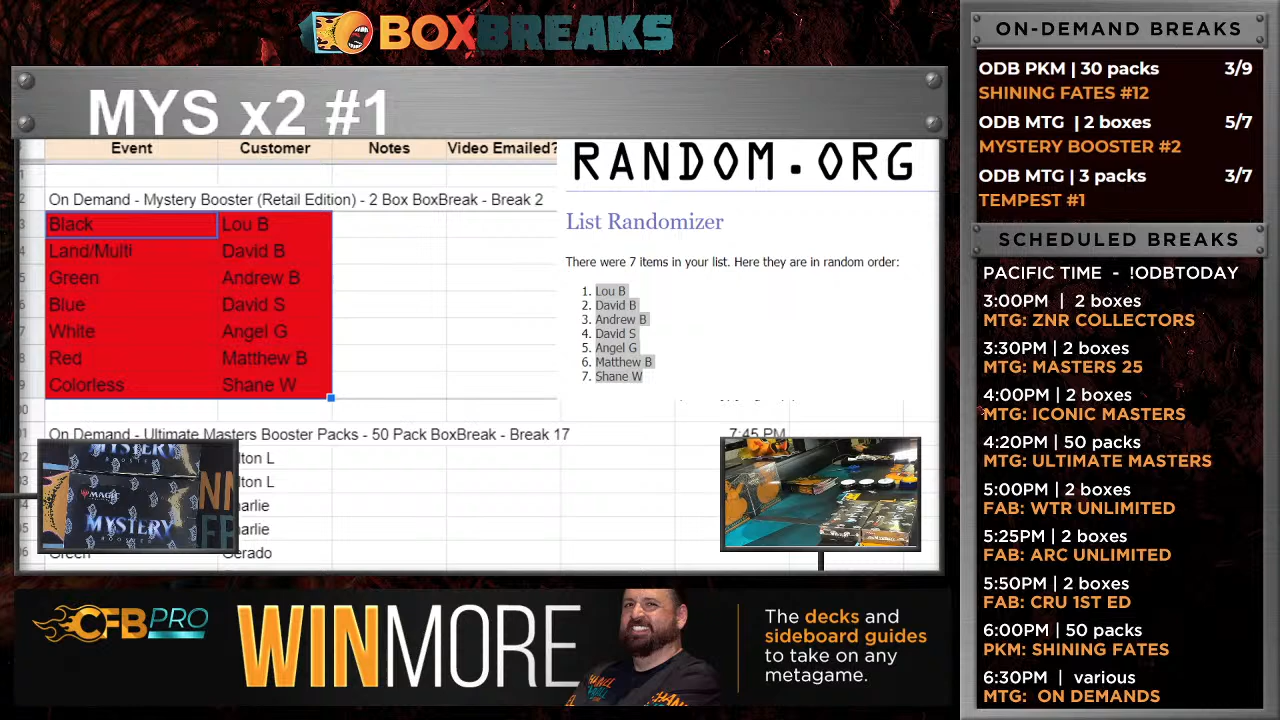 BOXBREAKS
MYS x2 #1
Event Customer Notes Video Emailed?
On Demand - Mystery Booster (Retail Edition) - 2 Box BoxBreak - Break 2
Black Lou B
Land/Multi David B
Green Andrew B
Blue David S
White Angel G
Red Matthew B
Colorless Shane W
On Demand - Ultimate Masters Booster Packs - 50 Pack BoxBreak - Break 17 7:45 PM
lton L
lton L
arlie
arlie
Green Gerado
RANDOM.ORG
List Randomizer
There were 7 items in your list. Here they are in random order:
1. Lou B
2. David B
3. Andrew B
4. David S
5. Angel G
6. Matthew B
7. Shane W
MYSTERY
BOOSTER
MAGIC
MYSTERY
CFBPRO
WINMORE
The decks and
sideboard guides
to take on any
metagame.
ON-DEMAND BREAKS
ODB PKM | 30 packs 3/9
SHINING FATES #12
ODB MTG | 2 boxes 5/7
MYSTERY BOOSTER #2
ODB MTG | 3 packs 3/7
TEMPEST #1
SCHEDULED BREAKS
PACIFIC TIME - !ODBTODAY
3:00PM | 2 boxes
MTG: ZNR COLLECTORS
3:30PM | 2 boxes
MTG: MASTERS 25
4:00PM | 2 boxes
MTG: ICONIC MASTERS
4:20PM | 50 packs
MTG: ULTIMATE MASTERS
5:00PM | 2 boxes
FAB: WTR UNLIMITED
5:25PM | 2 boxes
FAB: ARC UNLIMITED
5:50PM | 2 boxes
FAB: CRU 1ST ED
6:00PM | 50 packs
PKM: SHINING FATES
6:30PM | various
MTG: ON DEMANDS